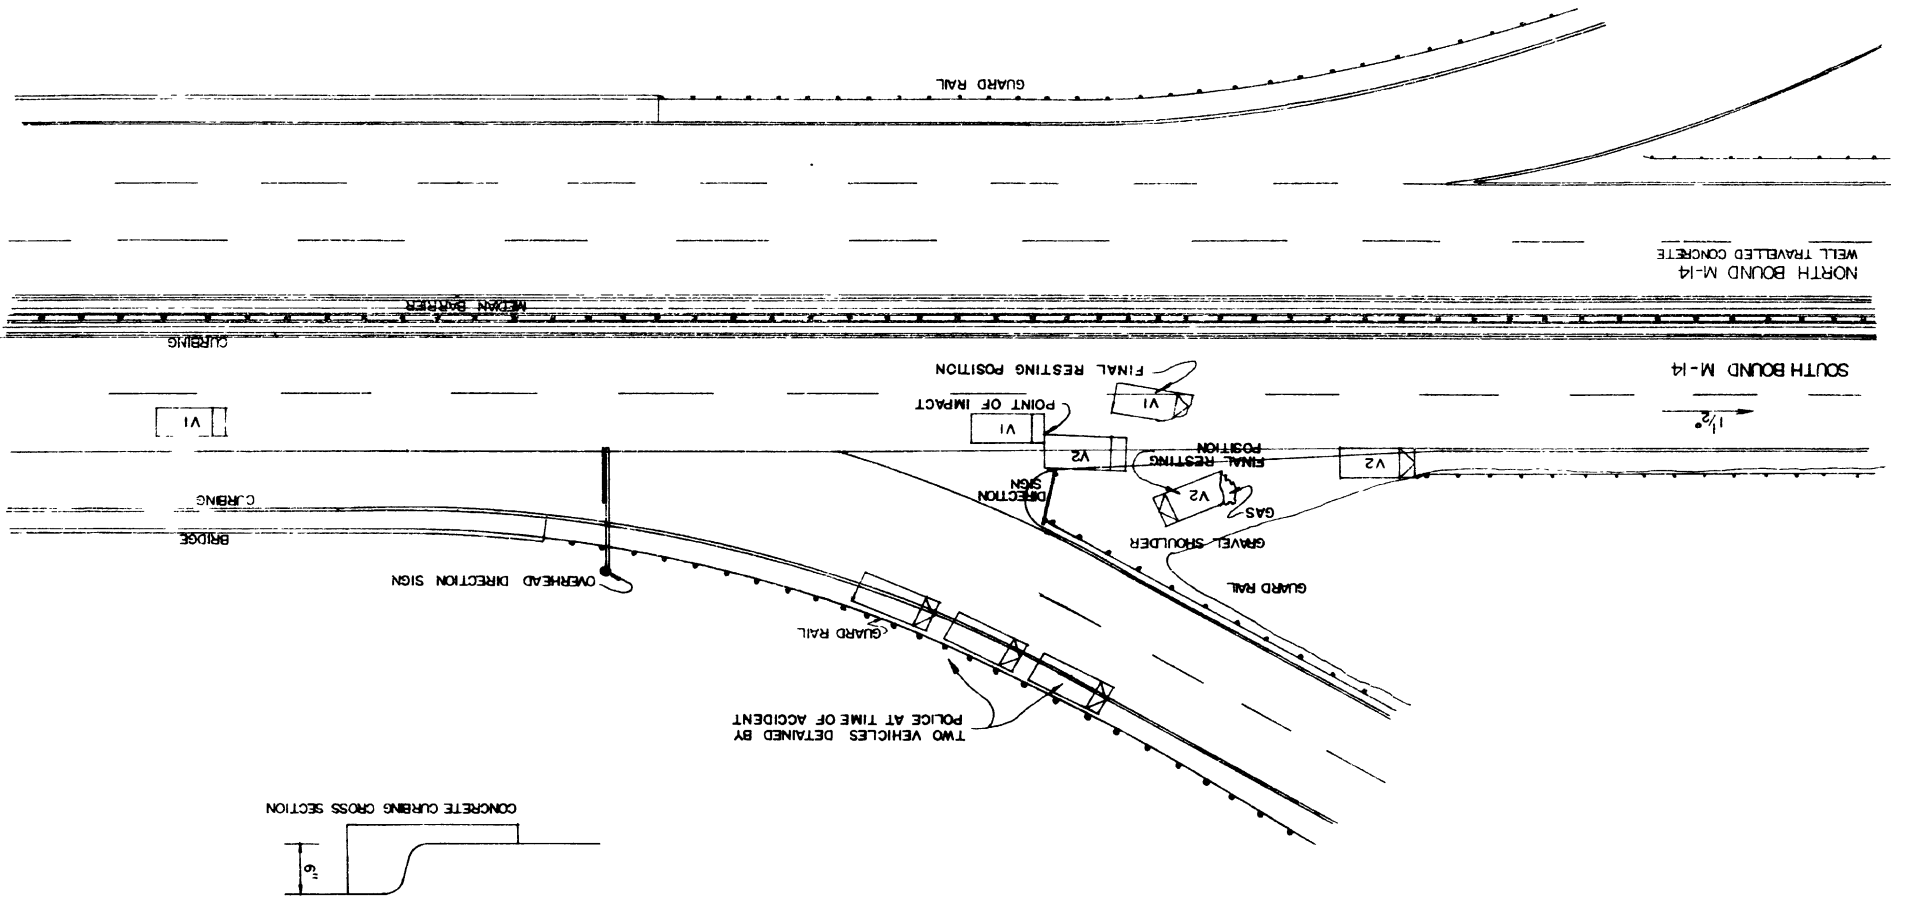 6"
CONCRETE CURBING CROSS SECTION
TWO VEHICLES DETAINED BY
POLICE AT TIME OF ACCIDENT
GUARD RAIL
GUARD RAIL
OVERHEAD DIRECTION SIGN
GRAVEL SHOULDER
BRIDGE
GAS
CURBING
V2
DIRECTION
SIGN
FINAL RESTING
POSITION
V2
V2
V1
V1
1½°
POINT OF IMPACT
V1
SOUTH BOUND M-14
FINAL RESTING POSITION
CURBING
MEDIAN BARRIER
NORTH BOUND M-14
WELL TRAVELLED CONCRETE
GUARD RAIL